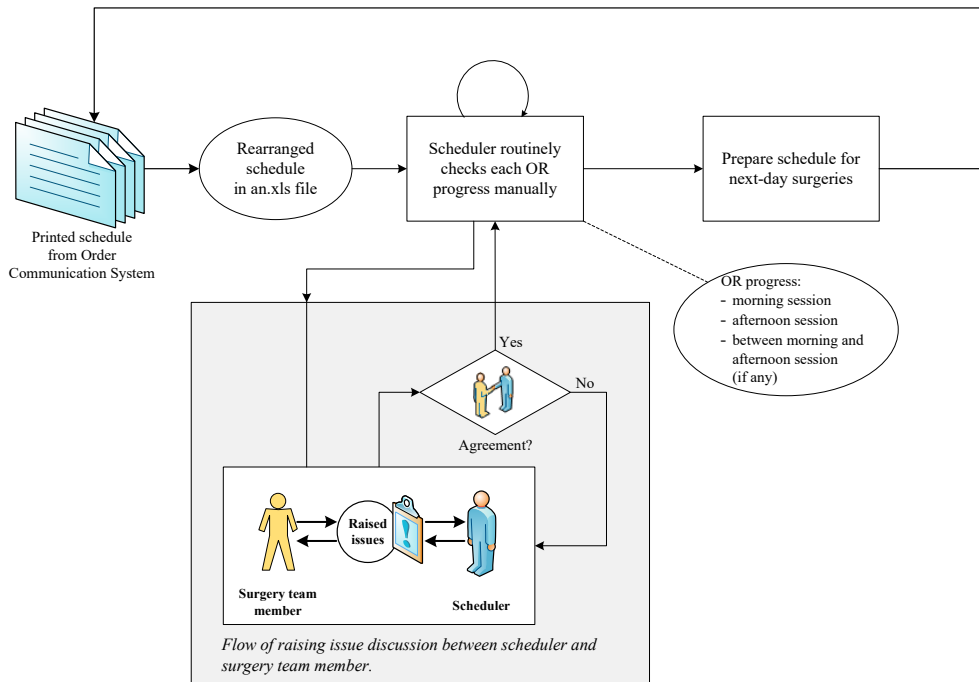 Printed schedule
from Order
Communication System
Rearranged
schedule
in an.xls file
Scheduler routinely
checks each OR
progress manually
Prepare schedule for
next-day surgeries
OR progress:
- morning session
- afternoon session
- between morning and
afternoon session
(if any)
Yes
No
Agreement?
Raised
issues
!
Surgery team
member
Scheduler
Flow of raising issue discussion between scheduler and
surgery team member.